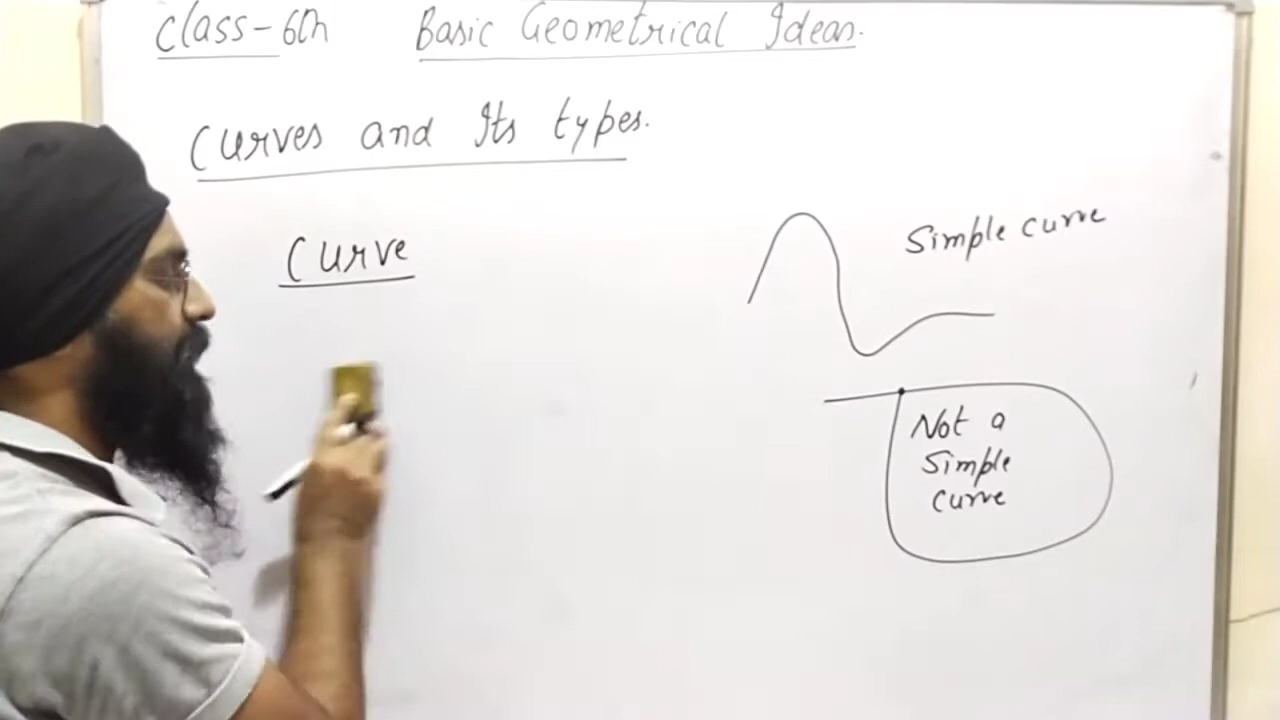 Class-6th Basic Geometrical Ideas.
Curves and Its types.
Curve
Simple curve
Not a
Simple
Curve